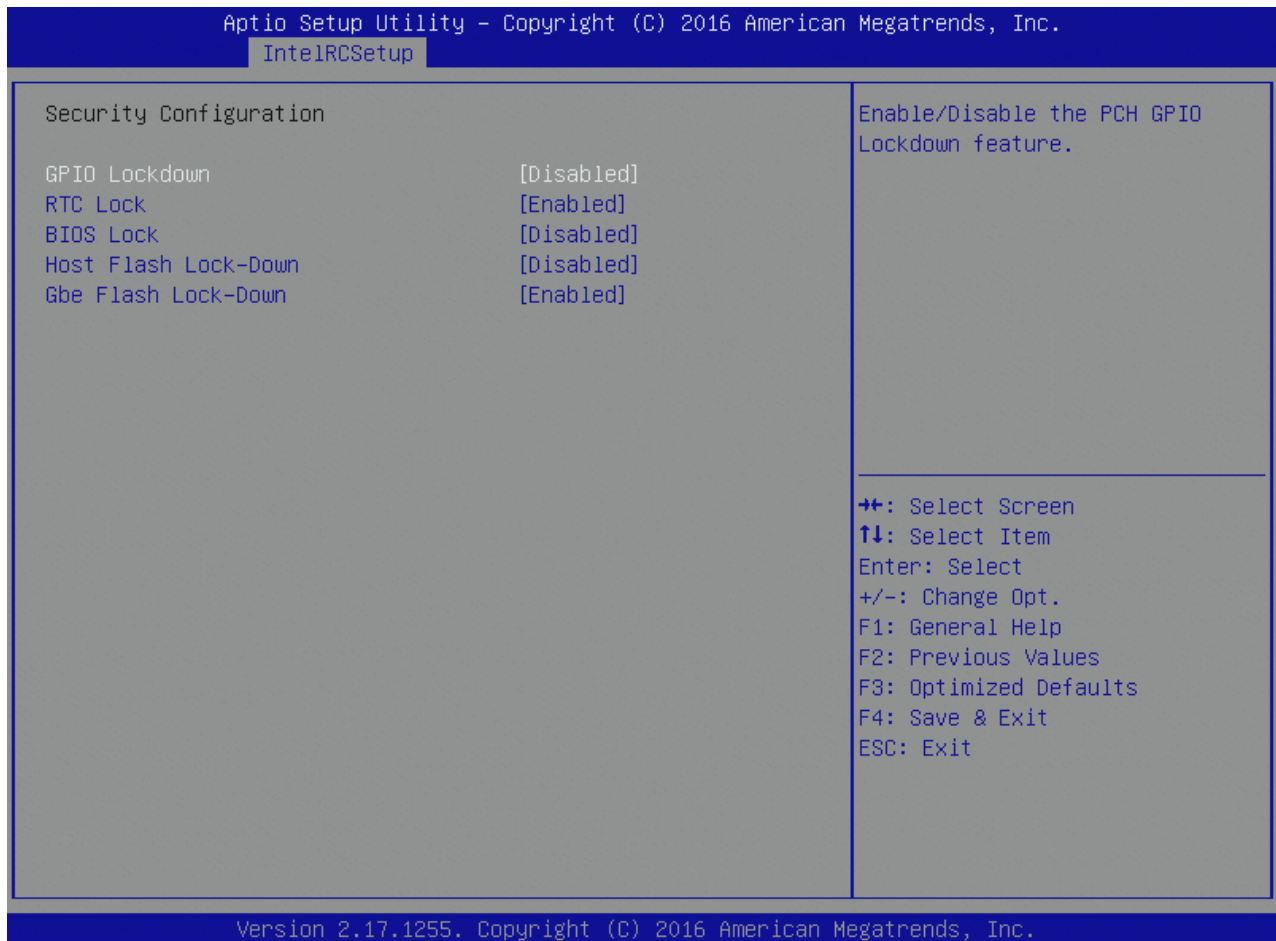 Aptio Setup Utility – Copyright (C) 2016 American Megatrends, Inc.
IntelRCSetup
Security Configuration
GPIO Lockdown [Disabled]
RTC Lock [Enabled]
BIOS Lock [Disabled]
Host Flash Lock-Down [Disabled]
Gbe Flash Lock-Down [Enabled]
Enable/Disable the PCH GPIO
Lockdown feature.
→←: Select Screen
↑↓: Select Item
Enter: Select
+/-: Change Opt.
F1: General Help
F2: Previous Values
F3: Optimized Defaults
F4: Save & Exit
ESC: Exit
Version 2.17.1255. Copyright (C) 2016 American Megatrends, Inc.